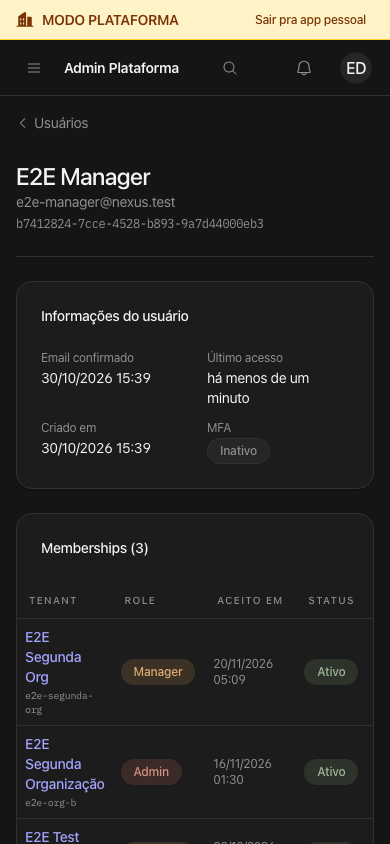 MODO PLATAFORMA
Sair pra app pessoal
Admin Plataforma
ED
Usuários
E2E Manager
e2e-manager@nexus.test
b7412824-7cce-4528-b893-9a7d44000eb3
Informações do usuário
Email confirmado
30/10/2026 15:39
Último acesso
há menos de um
minuto
Criado em
30/10/2026 15:39
MFA
Inativo
Memberships (3)
TENANT ROLE ACEITO EM STATUS
E2E
Segunda
Org
e2e-segunda-
org
Manager
20/11/2026
05:09
Ativo
E2E
Segunda
Organização
e2e-org-b
Admin
16/11/2026
01:30
Ativo
E2E Test